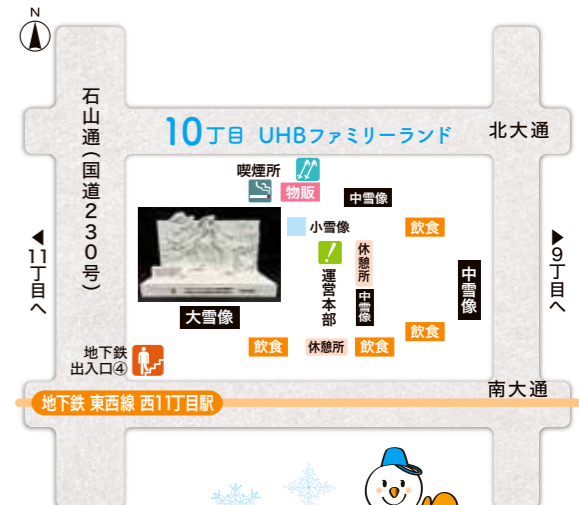 N
石山通（国道230号）
10丁目 UHBファミリーランド
北大通
喫煙所
物販
中雪像
小雪像
飲食
休憩所
運営本部
中雪像
中雪像
大雪像
飲食
飲食
休憩所
飲食
◀11丁目へ
▶9丁目へ
地下鉄
出入口④
南大通
地下鉄 東西線 西11丁目駅